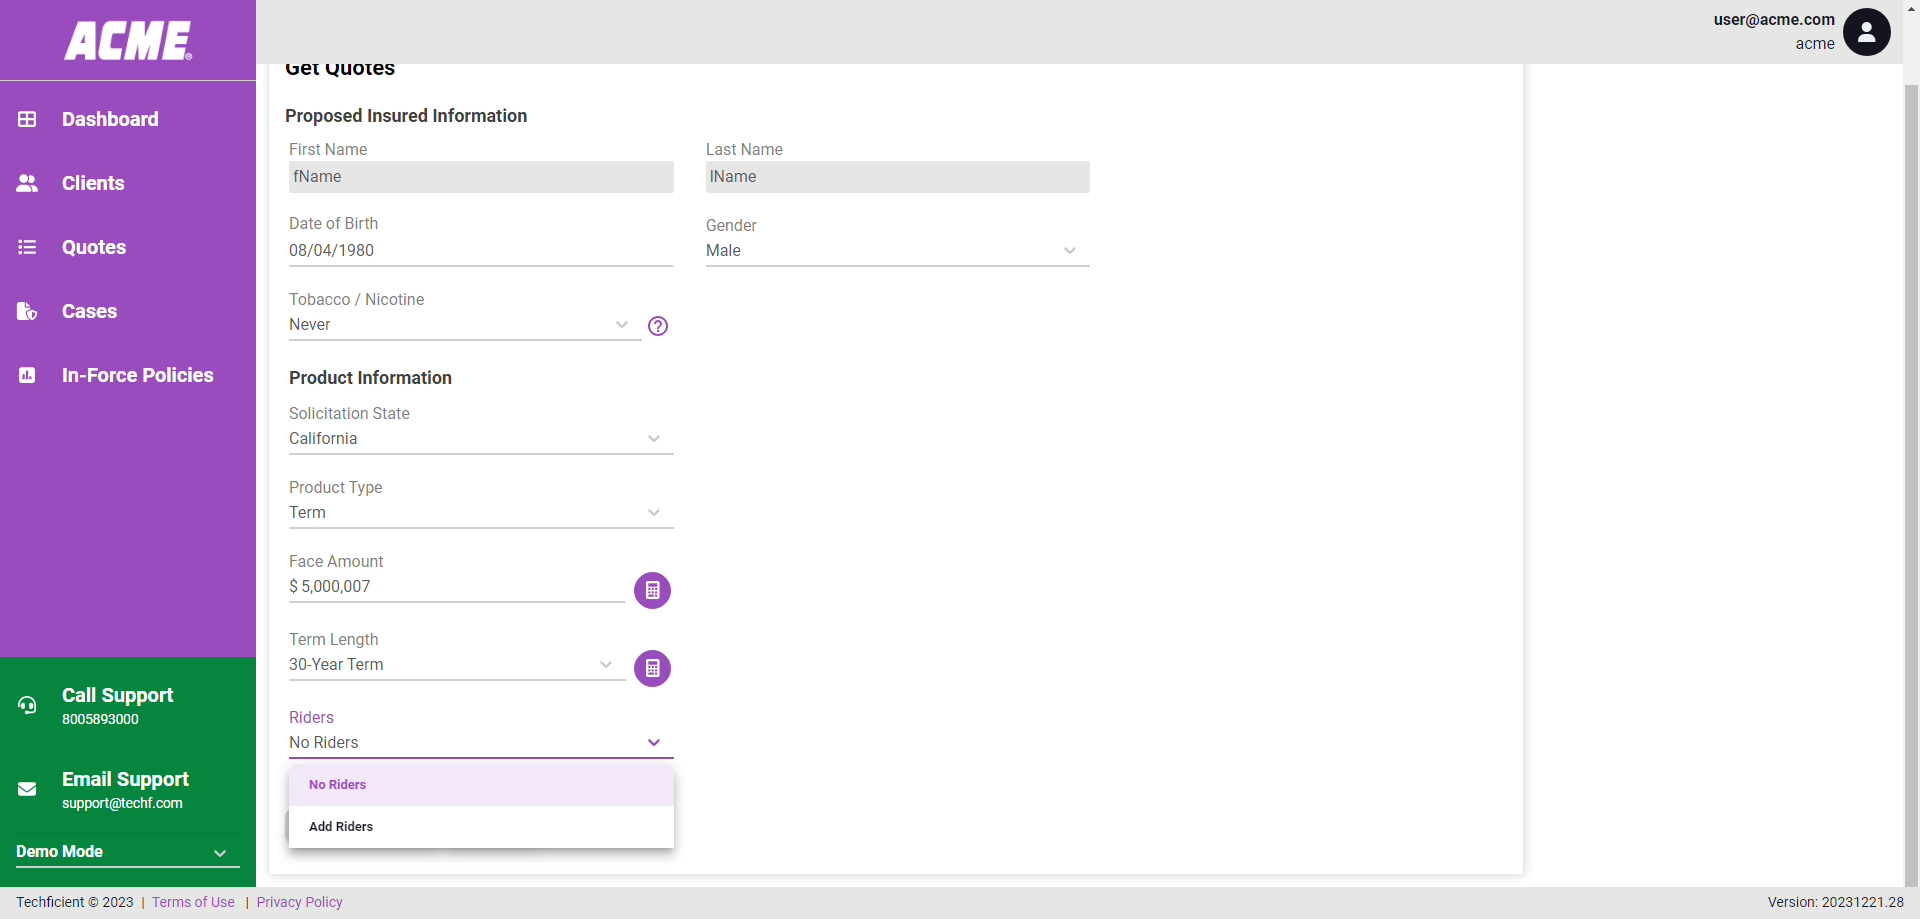 ACME®
user@acme.com
acme
Dashboard
Clients
Quotes
Cases
In-Force Policies
Call Support
8005893000
Email Support
support@techf.com
Demo Mode
Get Quotes
Proposed Insured Information
First Name
Last Name
fName
lName
Date of Birth
Gender
08/04/1980
Male
Tobacco / Nicotine
Never
Product Information
Solicitation State
California
Product Type
Term
Face Amount
$ 5,000,007
Term Length
30-Year Term
Riders
No Riders
No Riders
Add Riders
Techficient © 2023 | Terms of Use | Privacy Policy
Version: 20231221.28